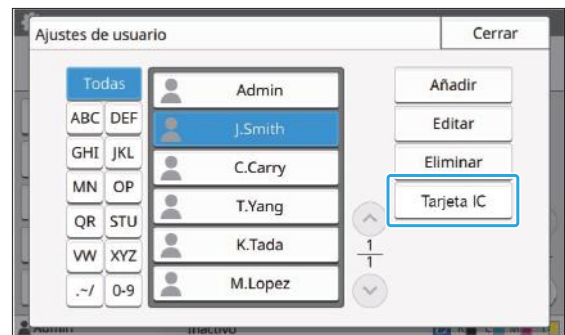 Ajustes de usuario
Cerrar
Todas
ABC DEF
GHI JKL
MN OP
QR STU
VW XYZ
.~/ 0-9
Admin
J.Smith
C.Carry
T.Yang
K.Tada
M.Lopez
1
1
Añadir
Editar
Eliminar
Tarjeta IC
Admin
Inactivo